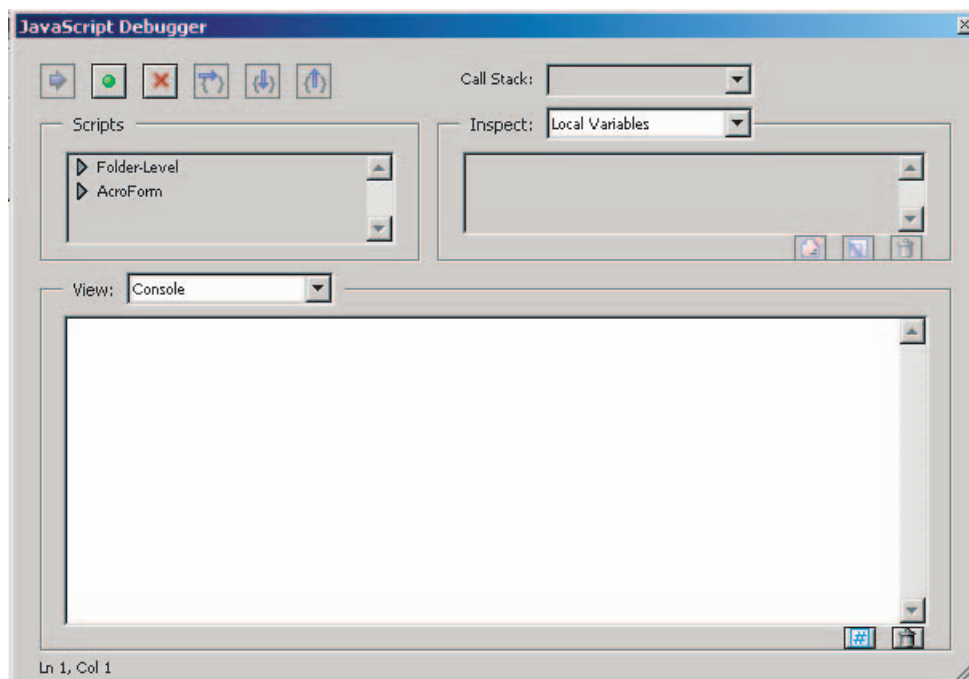 JavaScript Debugger
Call Stack:
Scripts
Inspect: Local Variables
Folder-Level
AcroForm
View: Console
Ln 1, Col 1